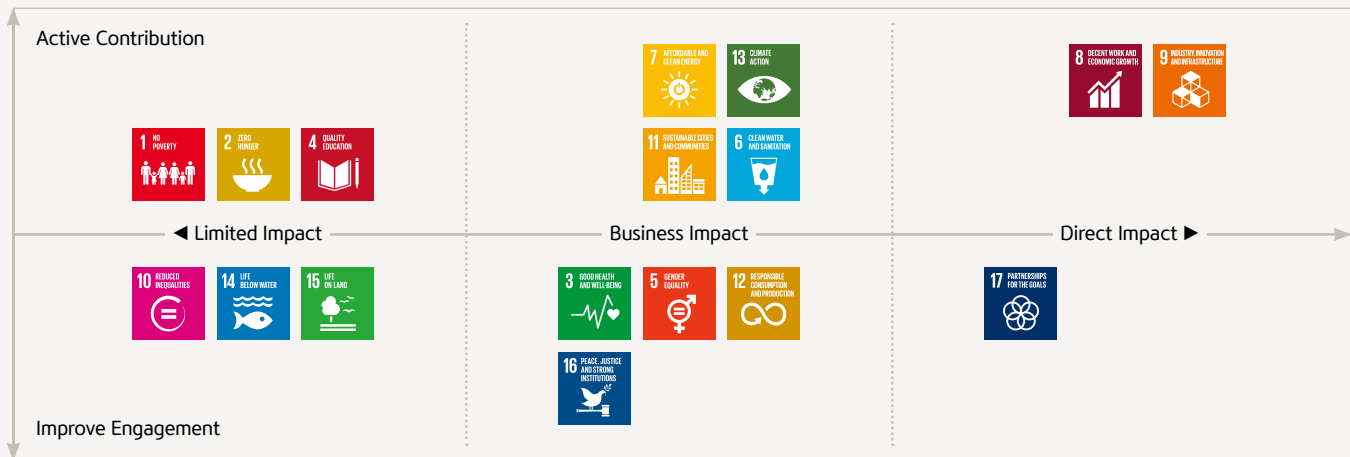 Active Contribution
7 AFFORDABLE AND
CLEAN ENERGY
13 CLIMATE
ACTION
8 DECENT WORK AND
ECONOMIC GROWTH
9 INDUSTRY, INNOVATION
AND INFRASTRUCTURE
1 NO
POVERTY
2 ZERO
HUNGER
4 QUALITY
EDUCATION
11 SUSTAINABLE CITIES
AND COMMUNITIES
6 CLEAN WATER
AND SANITATION
◄ Limited Impact
Business Impact
Direct Impact ►
10 REDUCED
INEQUALITIES
14 LIFE
BELOW WATER
15 LIFE
ON LAND
3 GOOD HEALTH
AND WELL-BEING
5 GENDER
EQUALITY
12 RESPONSIBLE
CONSUMPTION
AND PRODUCTION
17 PARTNERSHIPS
FOR THE GOALS
16 PEACE, JUSTICE
AND STRONG
INSTITUTIONS
Improve Engagement